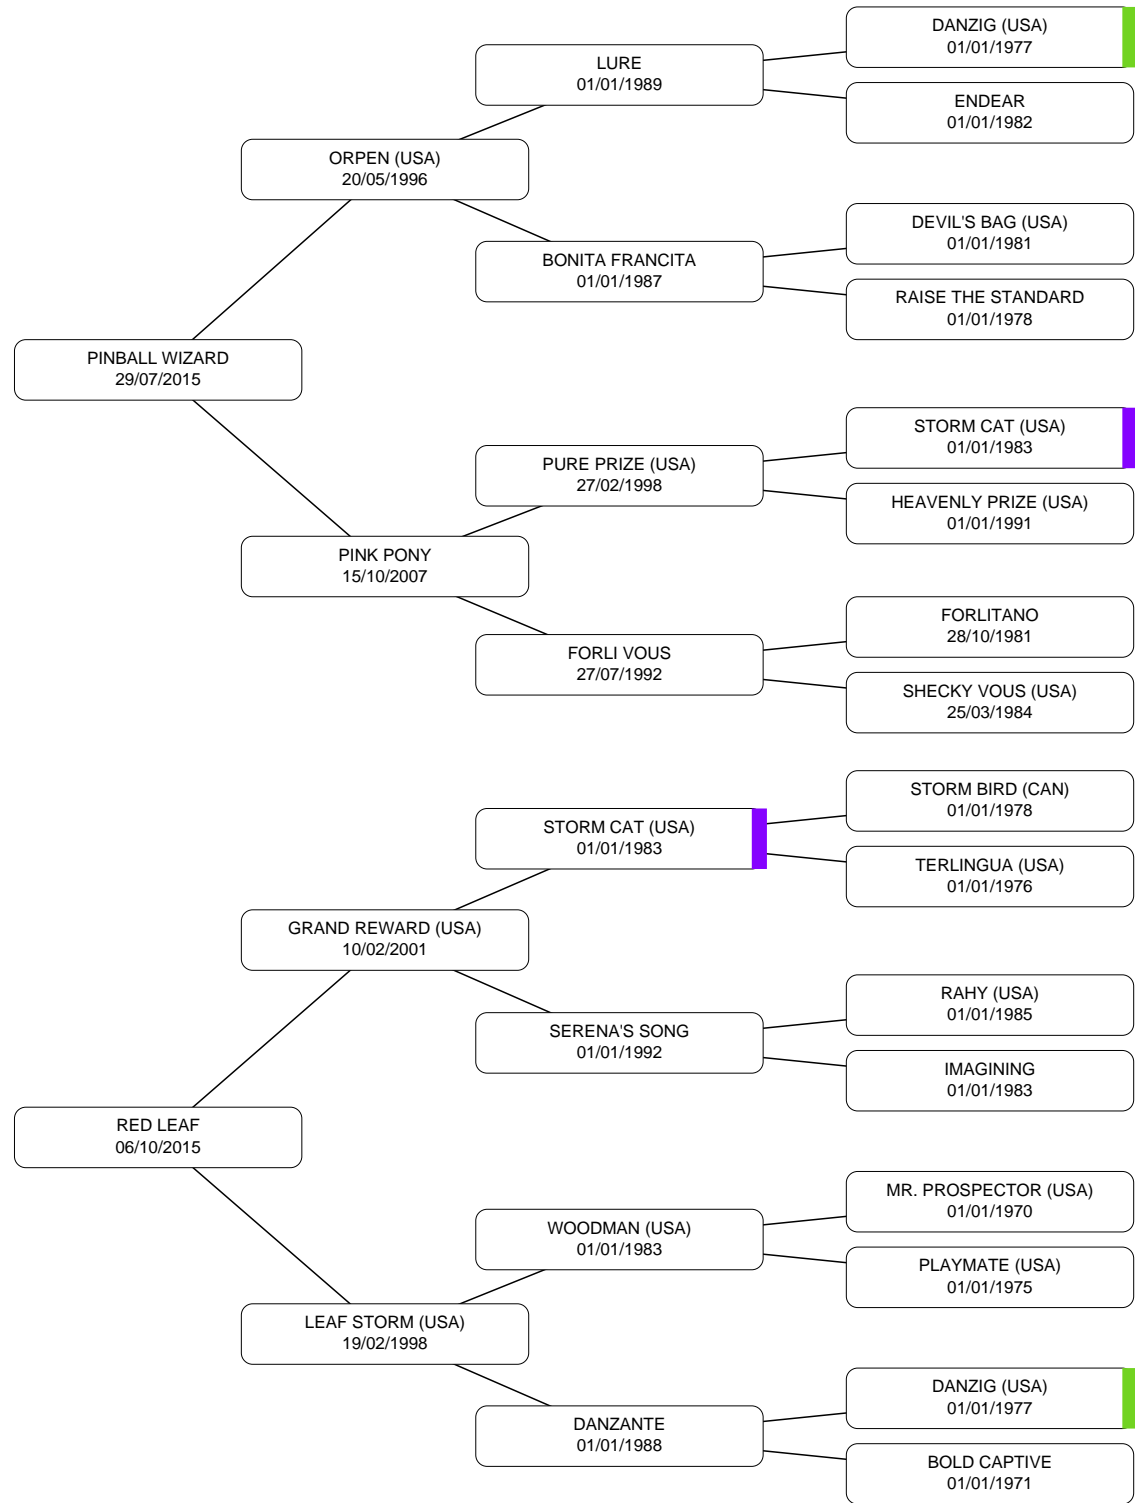 DANZIG (USA)
01/01/1977
LURE
01/01/1989
ENDEAR
01/01/1982
ORPEN (USA)
20/05/1996
DEVIL'S BAG (USA)
01/01/1981
BONITA FRANCITA
01/01/1987
RAISE THE STANDARD
01/01/1978
PINBALL WIZARD
29/07/2015
STORM CAT (USA)
01/01/1983
PURE PRIZE (USA)
27/02/1998
HEAVENLY PRIZE (USA)
01/01/1991
PINK PONY
15/10/2007
FORLITANO
28/10/1981
FORLI VOUS
27/07/1992
SHECKY VOUS (USA)
25/03/1984
STORM BIRD (CAN)
01/01/1978
STORM CAT (USA)
01/01/1983
TERLINGUA (USA)
01/01/1976
GRAND REWARD (USA)
10/02/2001
RAHY (USA)
01/01/1985
SERENA'S SONG
01/01/1992
IMAGINING
01/01/1983
RED LEAF
06/10/2015
MR. PROSPECTOR (USA)
01/01/1970
WOODMAN (USA)
01/01/1983
PLAYMATE (USA)
01/01/1975
LEAF STORM (USA)
19/02/1998
DANZIG (USA)
01/01/1977
DANZANTE
01/01/1988
BOLD CAPTIVE
01/01/1971